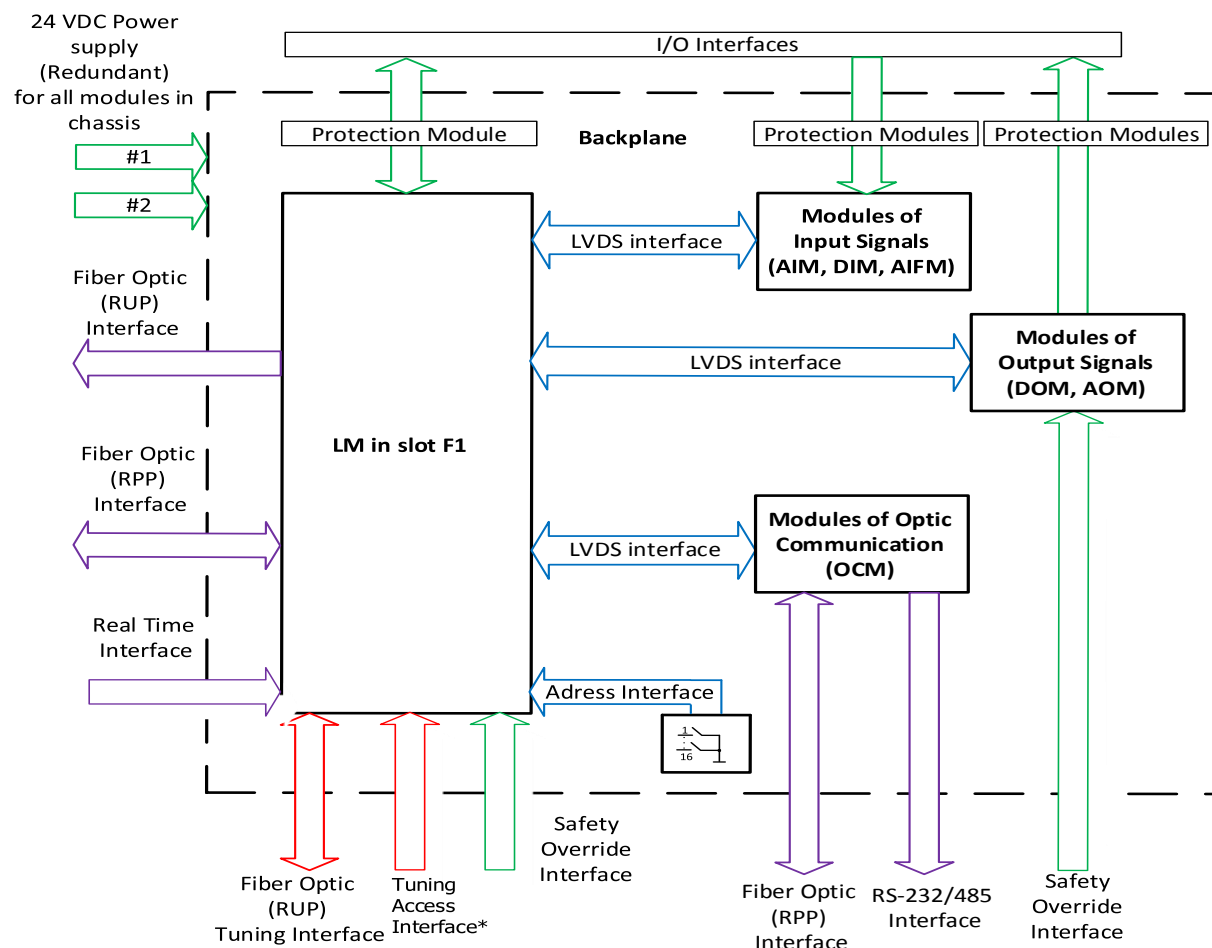 24 VDC Power
supply
(Redundant)
for all modules in
chassis
#1
#2
I/O Interfaces
Protection Module
Backplane
Protection Modules
Protection Modules
Modules of
Input Signals
(AIM, DIM, AIFM)
LVDS interface
Fiber Optic
(RUP)
Interface
Modules of
Output Signals
(DOM, AOM)
LVDS interface
LM in slot F1
Fiber Optic
(RPP)
Interface
Modules of Optic
Communication
(OCM)
LVDS interface
Real Time
Interface
Adress Interface
1
16
Fiber Optic
(RUP)
Tuning Interface
Tuning
Access
Interface*
Safety
Override
Interface
Fiber Optic
(RPP)
Interface
RS-232/485
Interface
Safety
Override
Interface